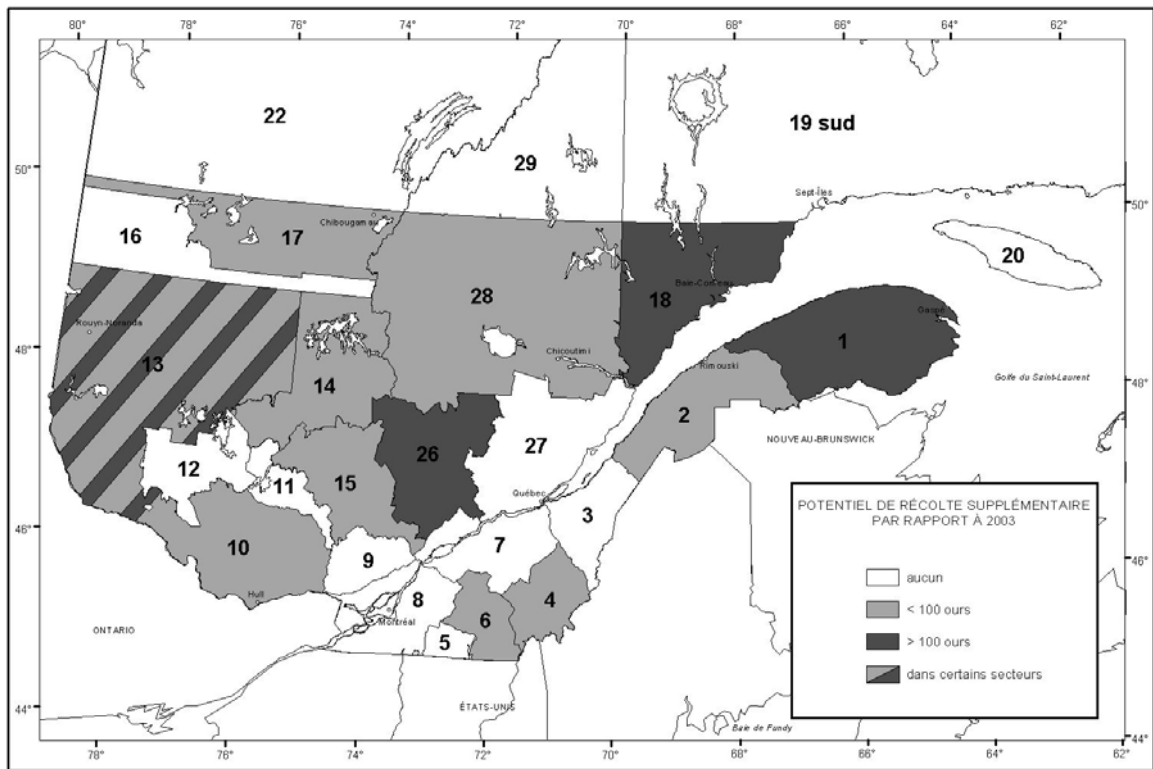 80°
78°
76°
74°
72°
70°
68°
66°
64°
22
19 sud
50°
29
Sept-Îles
50°
Chibougamau
16
17
20
28
18
Baie-Comeau
Rouyn-Noranda
Gaspé
1
48°
Chicoutimi
Rimouski
48°
13
14
Golfe du Saint-Laurent
2
NOUVEAU-BRUNSWICK
26
27
12
11
15
Québec
3
POTENTIEL DE RÉCOLTE SUPPLÉMENTAIRE
PAR RAPPORT À 2003
46°
46°
10
9
7
aucun
Hull
8
4
< 100 ours
Montréal
6
ONTARIO
5
> 100 ours
dans certains secteurs
44°
ÉTATS-UNIS
Baie de Fundy
44°
78°
76°
74°
72°
70°
68°
66°
64°
62°